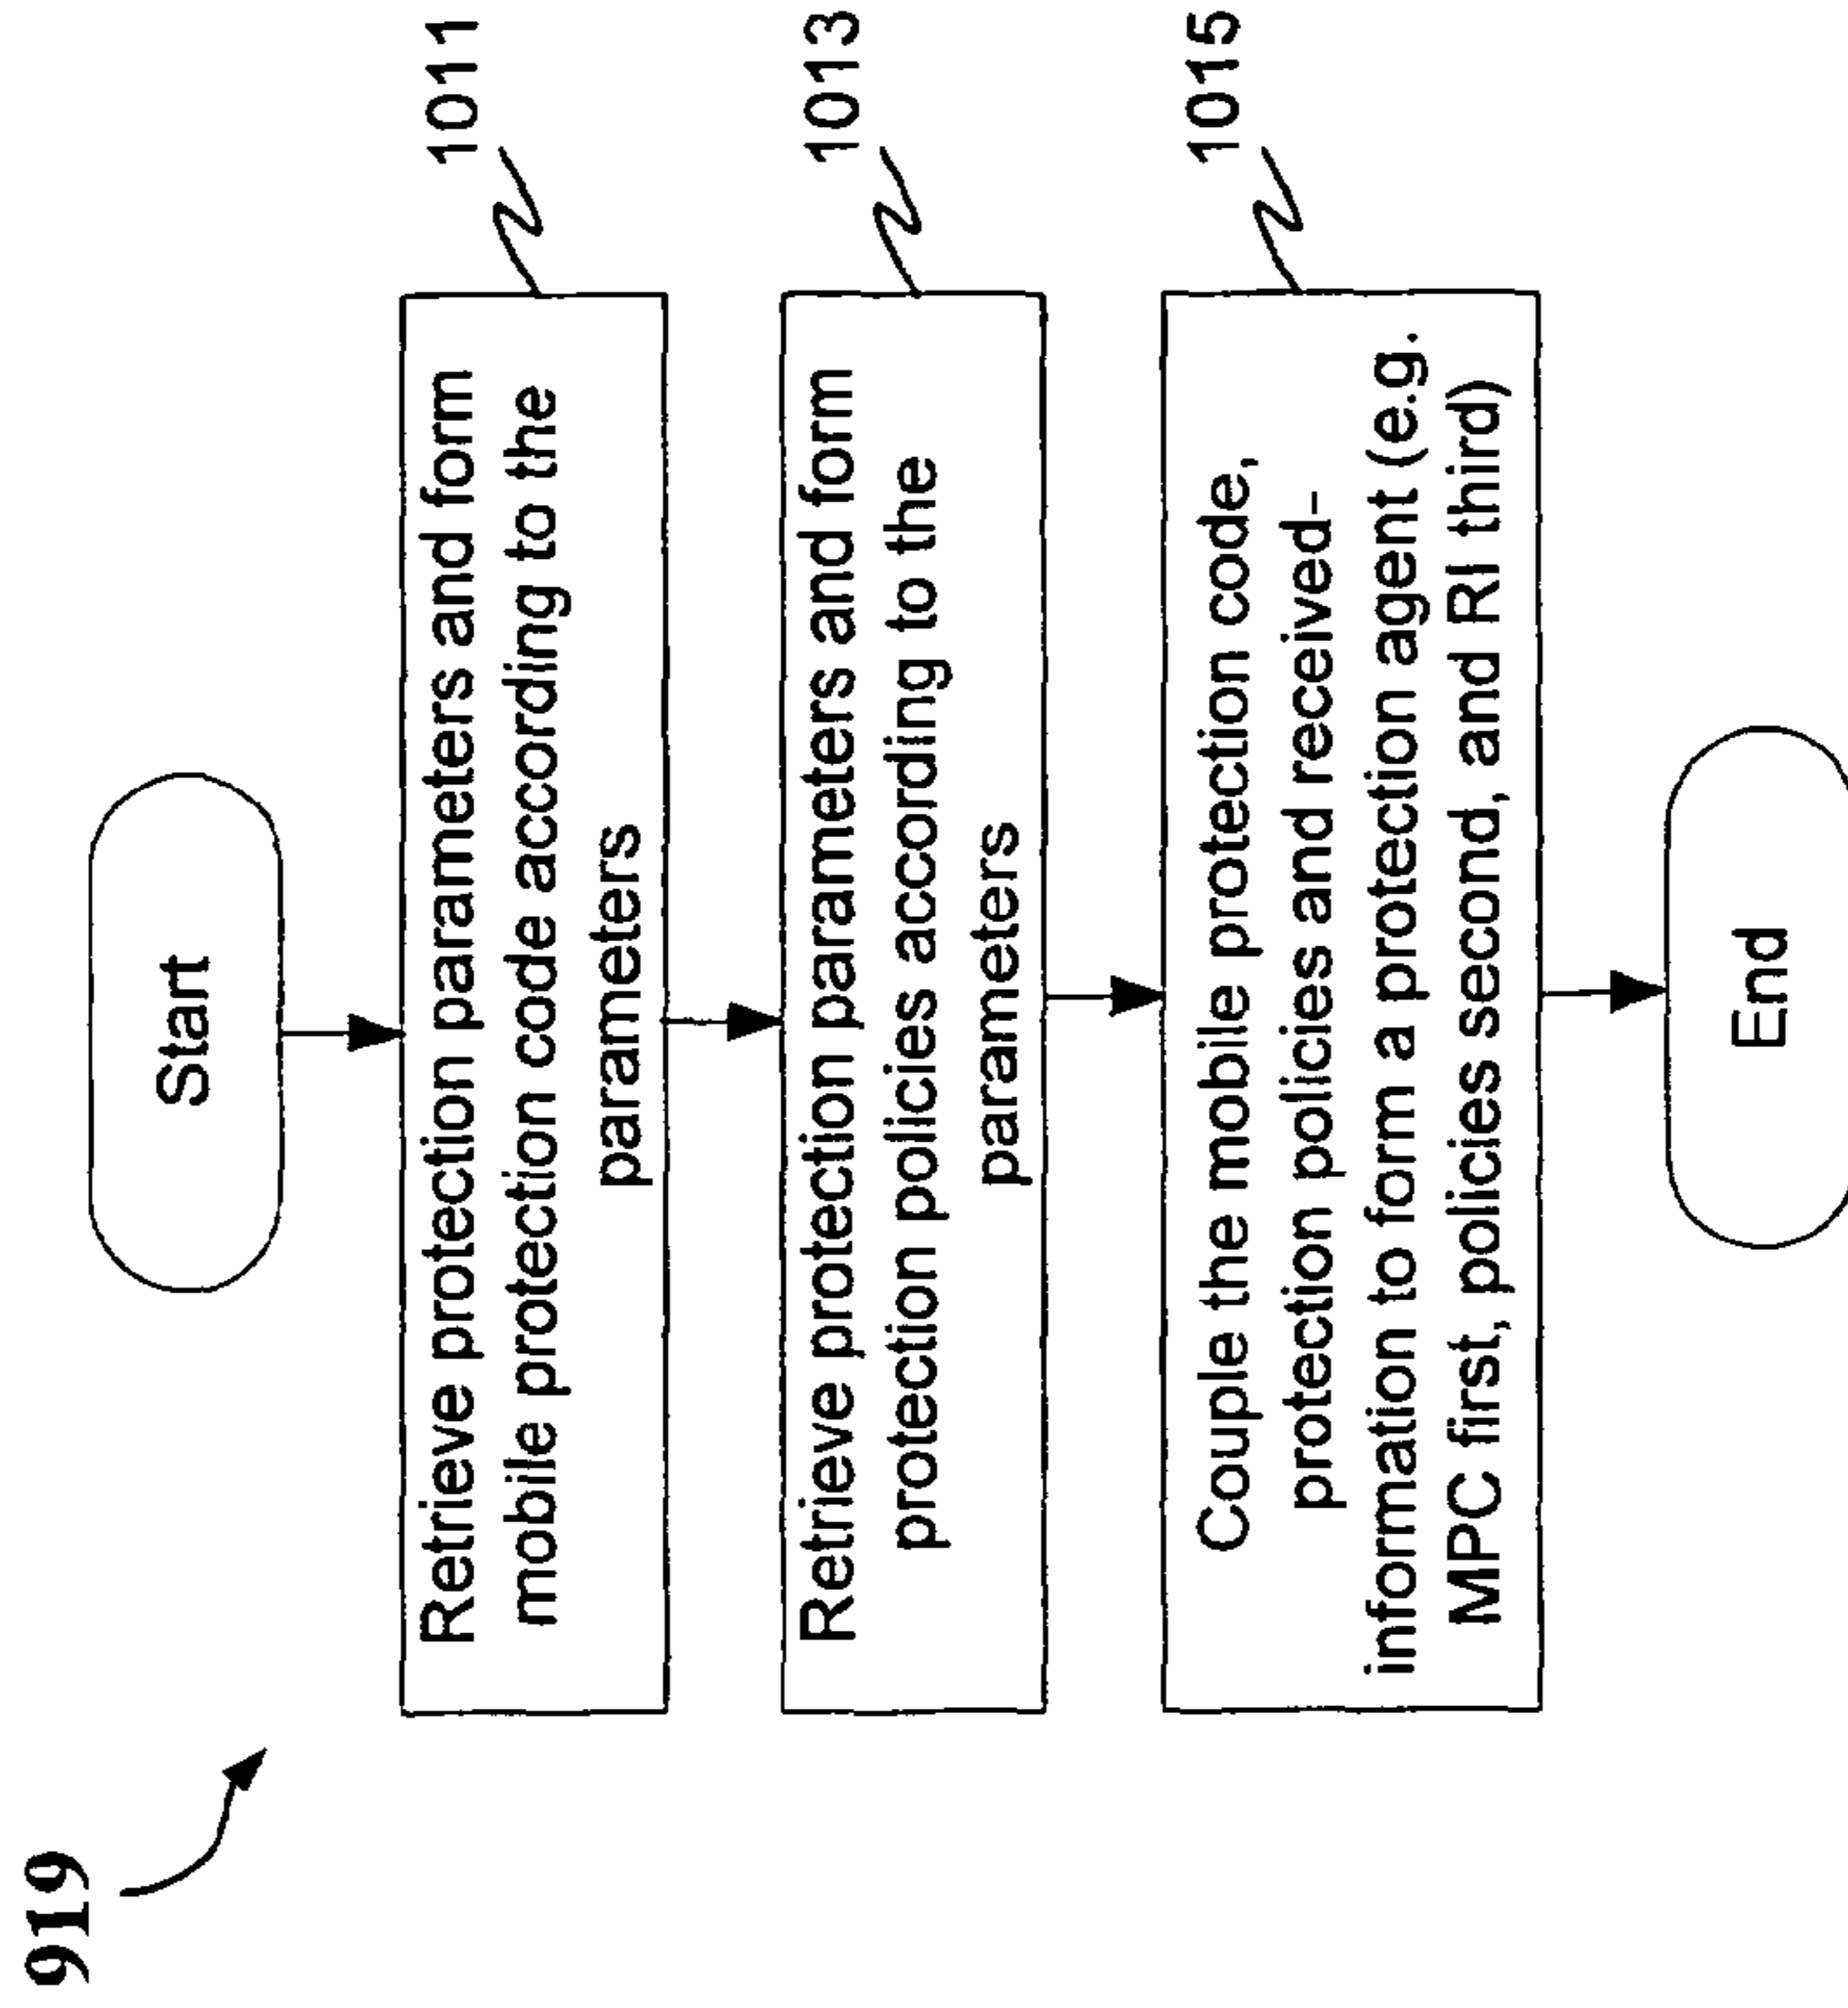 919
Start
Retrieve protection parameters and form
mobile protection code according to the
parameters
1011
Retrieve protection parameters and form
protection policies according to the
parameters
1013
Couple the mobile protection code,
protection policies and received-
information to form a protection agent (e.g.
MPC first, policies second, and RI third)
1015
End